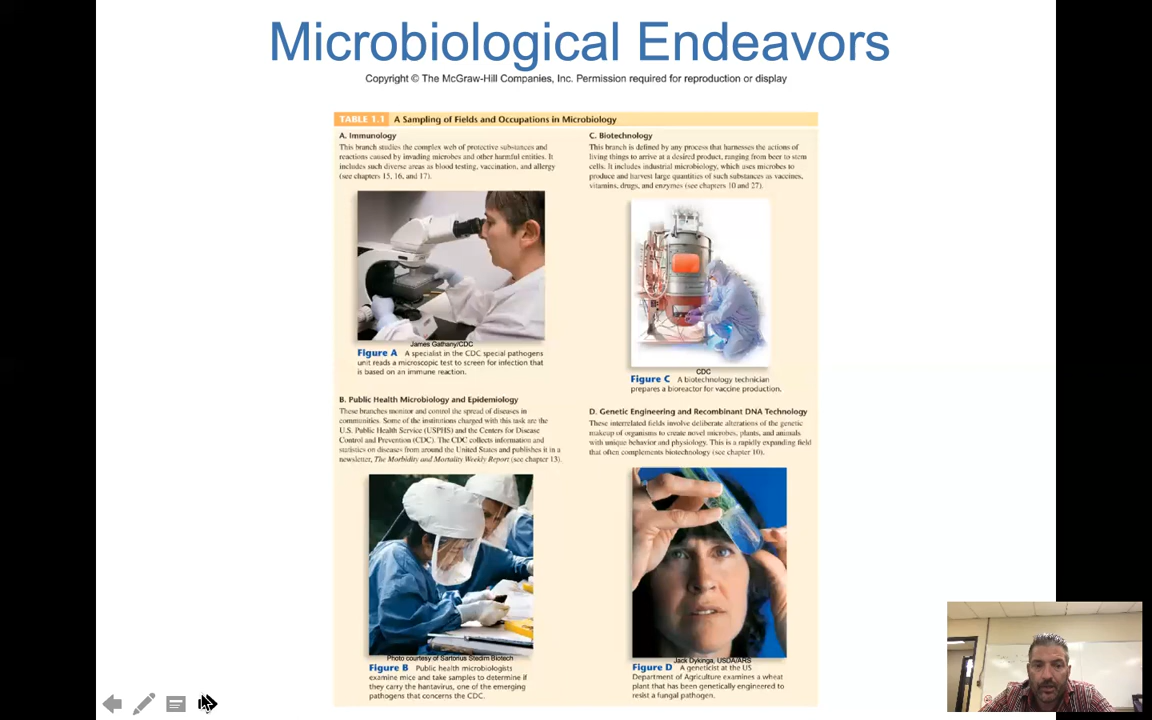 Microbiological Endeavors
Copyright © The McGraw-Hill Companies, Inc. Permission required for reproduction or display
TABLE 1.1 A Sampling of Fields and Occupations in Microbiology
A. Immunology
This branch studies the complex web of protective substances and
reactions caused by invading microbes and other harmful entities. It
includes such diverse areas as blood testing, vaccination, and allergy
(see chapters 15, 16, and 17).
James Gathany/CDC
Figure A A specialist in the CDC special pathogens
unit reads a microscopic test to screen for infection that
is based on an immune reaction.
B. Public Health Microbiology and Epidemiology
These branches monitor and control the spread of diseases in
communities. Some of the institutions charged with this task are the
U.S. Public Health Service (USPHS) and the Centers for Disease
Control and Prevention (CDC). The CDC collects information and
statistics on diseases from around the United States and publishes it in a
newsletter, The Morbidity and Mortality Weekly Report (see chapter 13).
Photo courtesy of Sartorius Stedim Biotech
Figure B Public health microbiologists
examine mice and take samples to determine if
they carry the hantavirus, one of the emerging
pathogens that concerns the CDC.
C. Biotechnology
This branch is defined by any process that harnesses the actions of
living things to arrive at a desired product, ranging from beer to stem
cells. It includes industrial microbiology, which uses microbes to
produce and harvest large quantities of such substances as vaccines,
vitamins, drugs, and enzymes (see chapters 10 and 27).
CDC
Figure C A biotechnology technician
prepares a bioreactor for vaccine production.
D. Genetic Engineering and Recombinant DNA Technology
These interrelated fields involve deliberate alterations of the genetic
makeup of organisms to create novel microbes, plants, and animals
with unique behavior and physiology. This is a rapidly expanding field
that often complements biotechnology (see chapter 10).
Jack Dykinga, USDA/ARS
Figure D A geneticist at the US
Department of Agriculture examines a wheat
plant that has been genetically engineered to
resist a fungal pathogen.